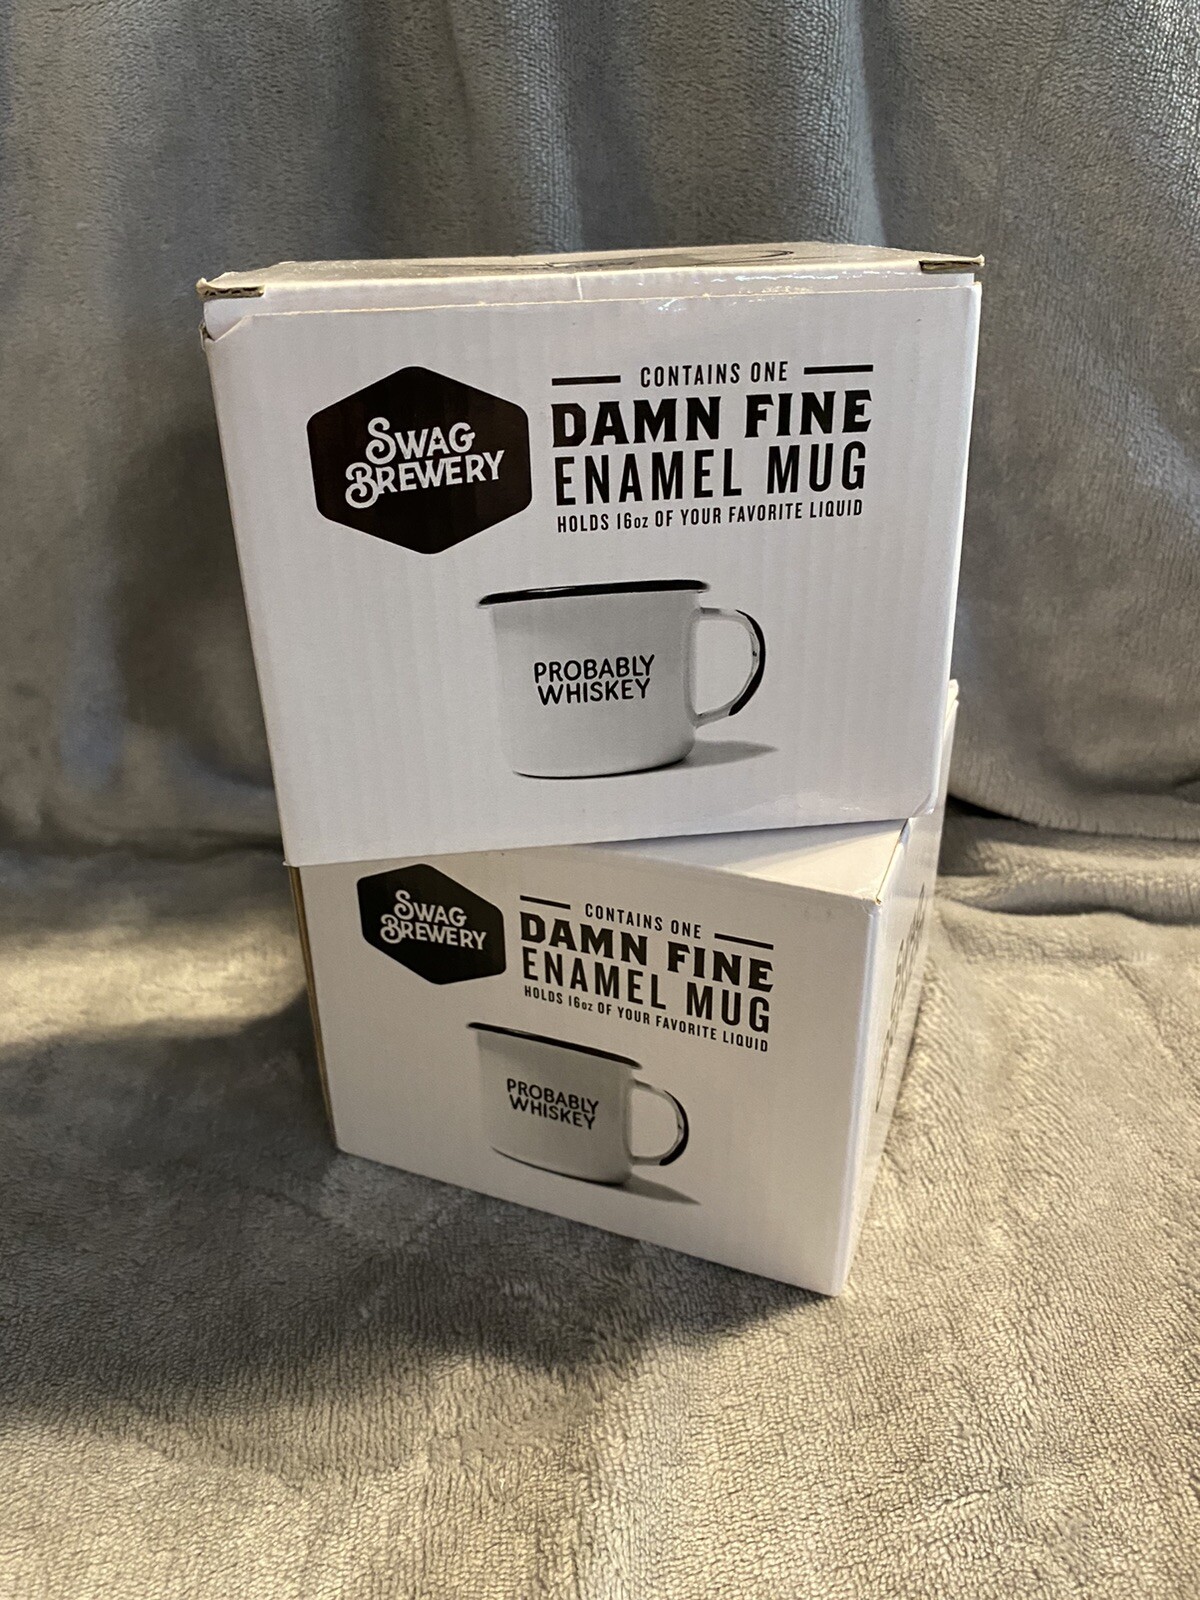 SWAG
BREWERY
CONTAINS ONE
DAMN FINE
ENAMEL MUG
HOLDS 16oz OF YOUR FAVORITE LIQUID
PROBABLY
WHISKEY
SWAG
BREWERY
CONTAINS ONE
DAMN FINE
ENAMEL MUG
HOLDS 16oz OF YOUR FAVORITE LIQUID
PROBABLY
WHISKEY